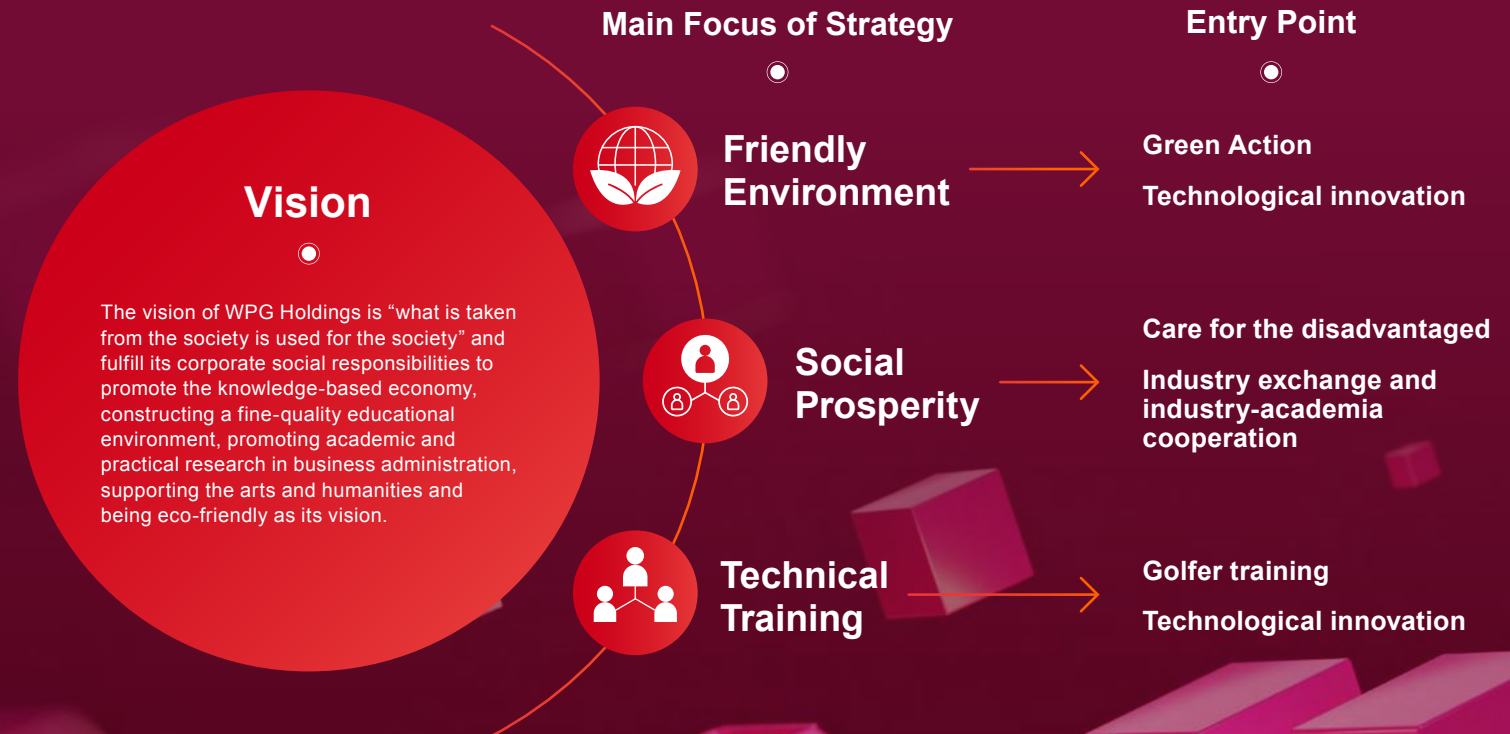 Main Focus of Strategy
Entry Point
Vision
The vision of WPG Holdings is “what is taken
from the society is used for the society” and
fulfill its corporate social responsibilities to
promote the knowledge-based economy,
constructing a fine-quality educational
environment, promoting academic and
practical research in business administration,
supporting the arts and humanities and
being eco-friendly as its vision.
Friendly
Environment
Green Action
Technological innovation
Social
Prosperity
Care for the disadvantaged
Industry exchange and
industry-academia
cooperation
Technical
Training
Golfer training
Technological innovation